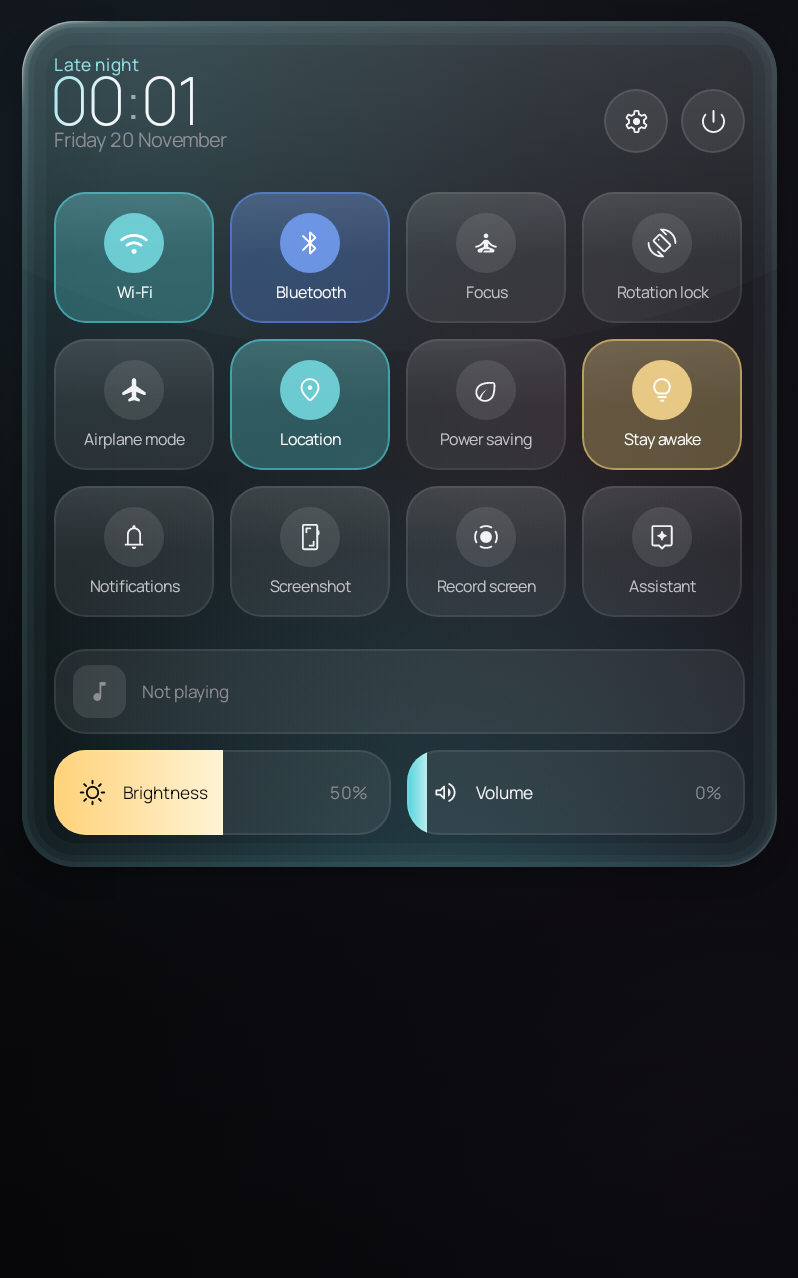 Late night
00:01
Friday 20 November
Wi-Fi
Bluetooth
Focus
Rotation lock
Airplane mode
Location
Power saving
Stay awake
Notifications
Screenshot
Record screen
Assistant
Not playing
Brightness 50%
Volume 0%